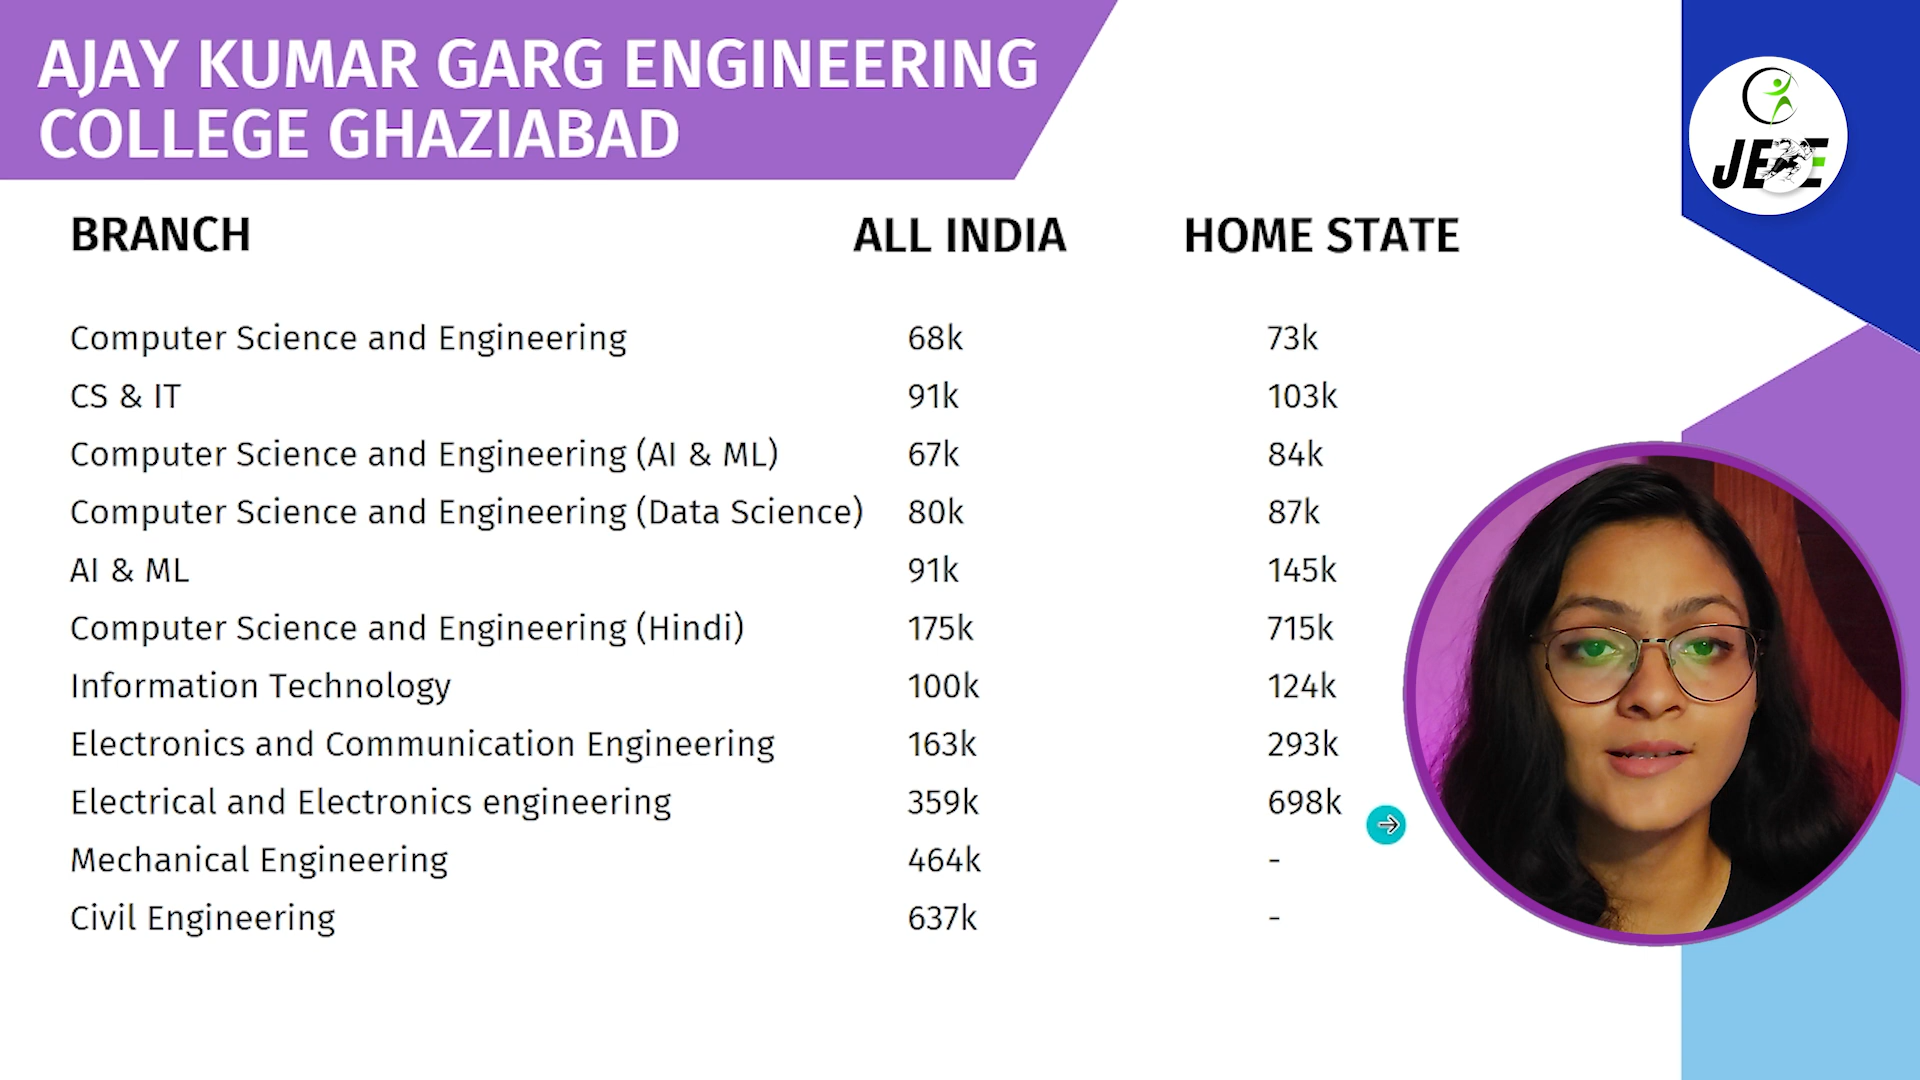 AJAY KUMAR GARG ENGINEERING
COLLEGE GHAZIABAD
BRANCH ALL INDIA HOME STATE
Computer Science and Engineering 68k 73k
CS & IT 91k 103k
Computer Science and Engineering (AI & ML) 67k 84k
Computer Science and Engineering (Data Science) 80k 87k
AI & ML 91k 145k
Computer Science and Engineering (Hindi) 175k 715k
Information Technology 100k 124k
Electronics and Communication Engineering 163k 293k
Electrical and Electronics engineering 359k 698k
Mechanical Engineering 464k -
Civil Engineering 637k -